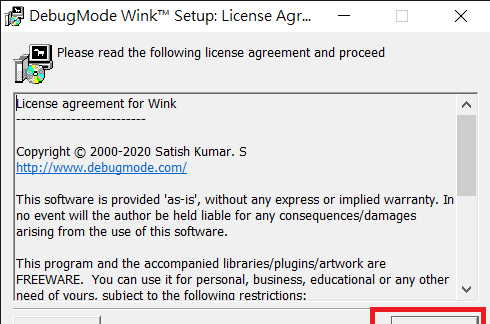 DebugMode Wink™ Setup: License Agr...
Please read the following license agreement and proceed
License agreement for Wink
--------------------------
Copyright © 2000-2020 Satish Kumar. S
http://www.debugmode.com/
This software is provided 'as-is', without any express or implied warranty. In
no event will the author be held liable for any consequences/damages
arising from the use of this software.
This program and the accompanied libraries/plugins/artwork are
FREEWARE.  You can use it for personal, business, educational or any other
need of yours, subject to the following restrictions: